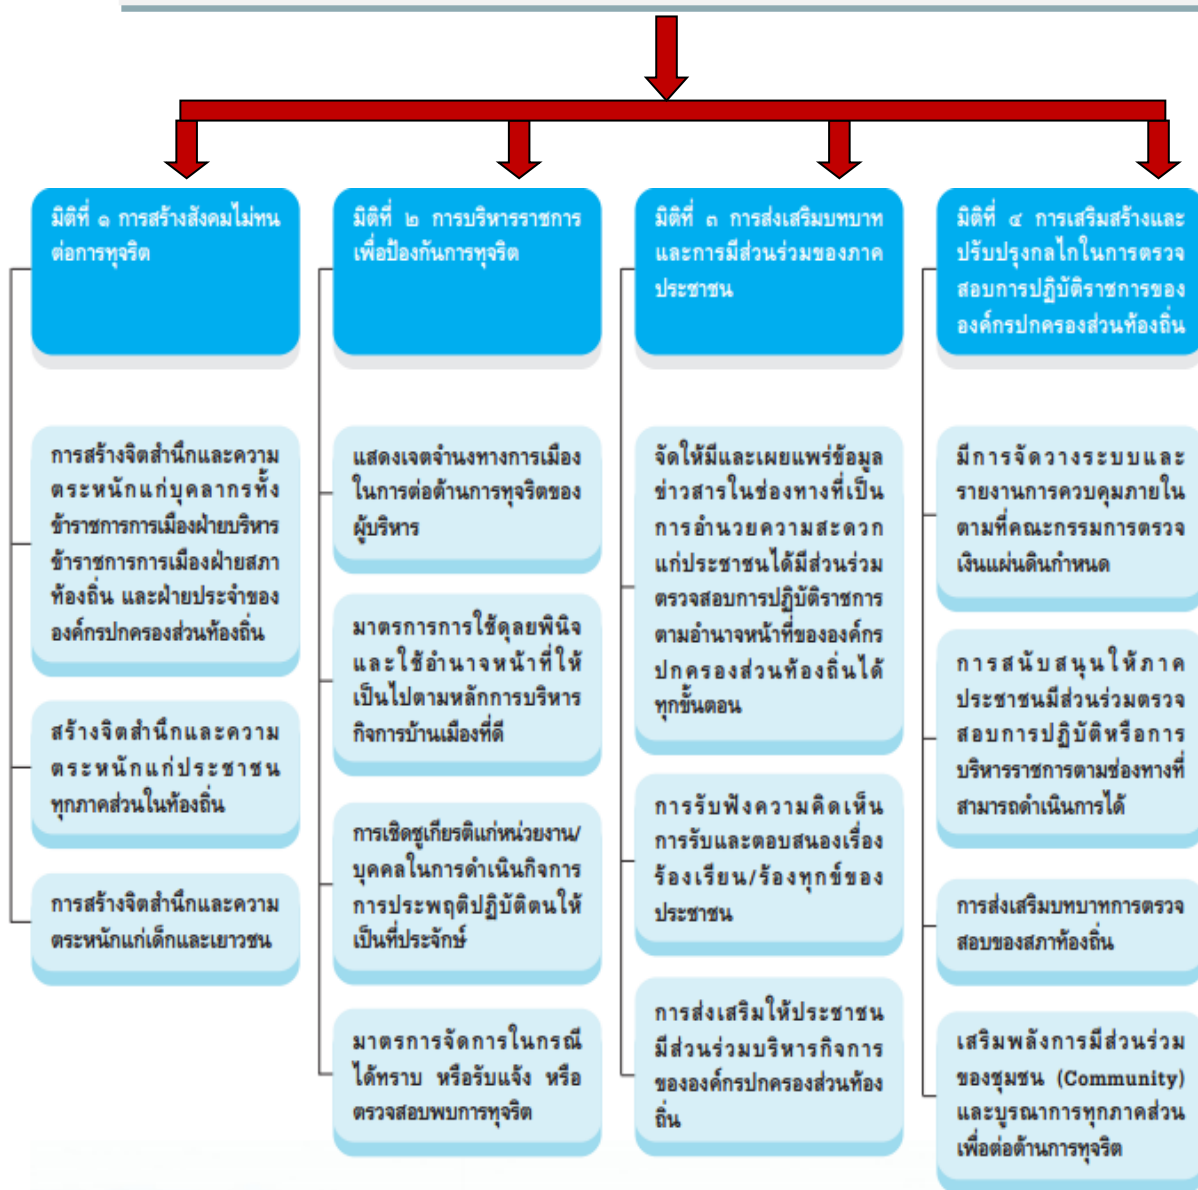 มิติที่ ๑ การสร้างสังคมไม่ทน
ต่อการทุจริต
การสร้างจิตสำนึกและความ
ตระหนักแก่บุคลากรทั้ง
ข้าราชการการเมืองฝ่ายบริหาร
ข้าราชการการเมืองฝ่ายสภา
ท้องถิ่น และฝ่ายประจำของ
องค์กรปกครองส่วนท้องถิ่น
สร้างจิตสำนึกและความ
ตระหนักแก่ประชาชน
ทุกภาคส่วนในท้องถิ่น
การสร้างจิตสำนึกและความ
ตระหนักแก่เด็กและเยาวชน
มิติที่ ๒ การบริหารราชการ
เพื่อป้องกันการทุจริต
แสดงเจตจำนงทางการเมือง
ในการต่อต้านการทุจริตของ
ผู้บริหาร
มาตรการการใช้ดุลยพินิจ
และใช้อำนาจหน้าที่ให้
เป็นไปตามหลักการบริหาร
กิจการบ้านเมืองที่ดี
การเชิดชูเกียรติแก่หน่วยงาน/
บุคคลในการดำเนินกิจการ
การประพฤติปฏิบัติตนให้
เป็นที่ประจักษ์
มาตรการจัดการในกรณี
ได้ทราบ หรือรับแจ้ง หรือ
ตรวจสอบพบการทุจริต
มิติที่ ๓ การส่งเสริมบทบาท
และการมีส่วนร่วมของภาค
ประชาชน
จัดให้มีและเผยแพร่ข้อมูล
ข่าวสารในช่องทางที่เป็น
การอำนวยความสะดวก
แก่ประชาชนได้มีส่วนร่วม
ตรวจสอบการปฏิบัติราชการ
ตามอำนาจหน้าที่ขององค์กร
ปกครองส่วนท้องถิ่นได้
ทุกขั้นตอน
การรับฟังความคิดเห็น
การรับและตอบสนองเรื่อง
ร้องเรียน/ร้องทุกข์ของ
ประชาชน
การส่งเสริมให้ประชาชน
มีส่วนร่วมบริหารกิจการ
ขององค์กรปกครองส่วนท้อง
ถิ่น
มิติที่ ๔ การเสริมสร้างและ
ปรับปรุงกลไกในการตรวจ
สอบการปฏิบัติราชการของ
องค์กรปกครองส่วนท้องถิ่น
มีการจัดวางระบบและ
รายงานการควบคุมภายใน
ตามที่คณะกรรมการตรวจ
เงินแผ่นดินกำหนด
การสนับสนุนให้ภาค
ประชาชนมีส่วนร่วมตรวจ
สอบการปฏิบัติหรือการ
บริหารราชการตามช่องทางที่
สามารถดำเนินการได้
การส่งเสริมบทบาทการตรวจ
สอบของสภาท้องถิ่น
เสริมพลังการมีส่วนร่วม
ของชุมชน (Community)
และบูรณาการทุกภาคส่วน
เพื่อต่อต้านการทุจริต